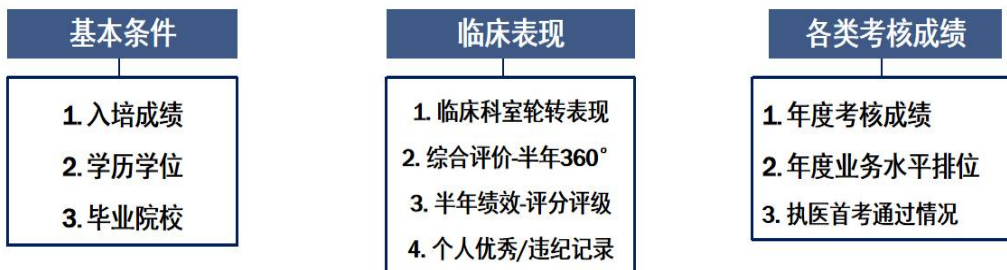 基本条件
1. 入培成绩
2. 学历学位
3. 毕业院校
临床表现
1. 临床科室轮转表现
2. 综合评价-半年360°
3. 半年绩效-评分评级
4. 个人优秀/违纪记录
各类考核成绩
1. 年度考核成绩
2. 年度业务水平排位
3. 执医首考通过情况